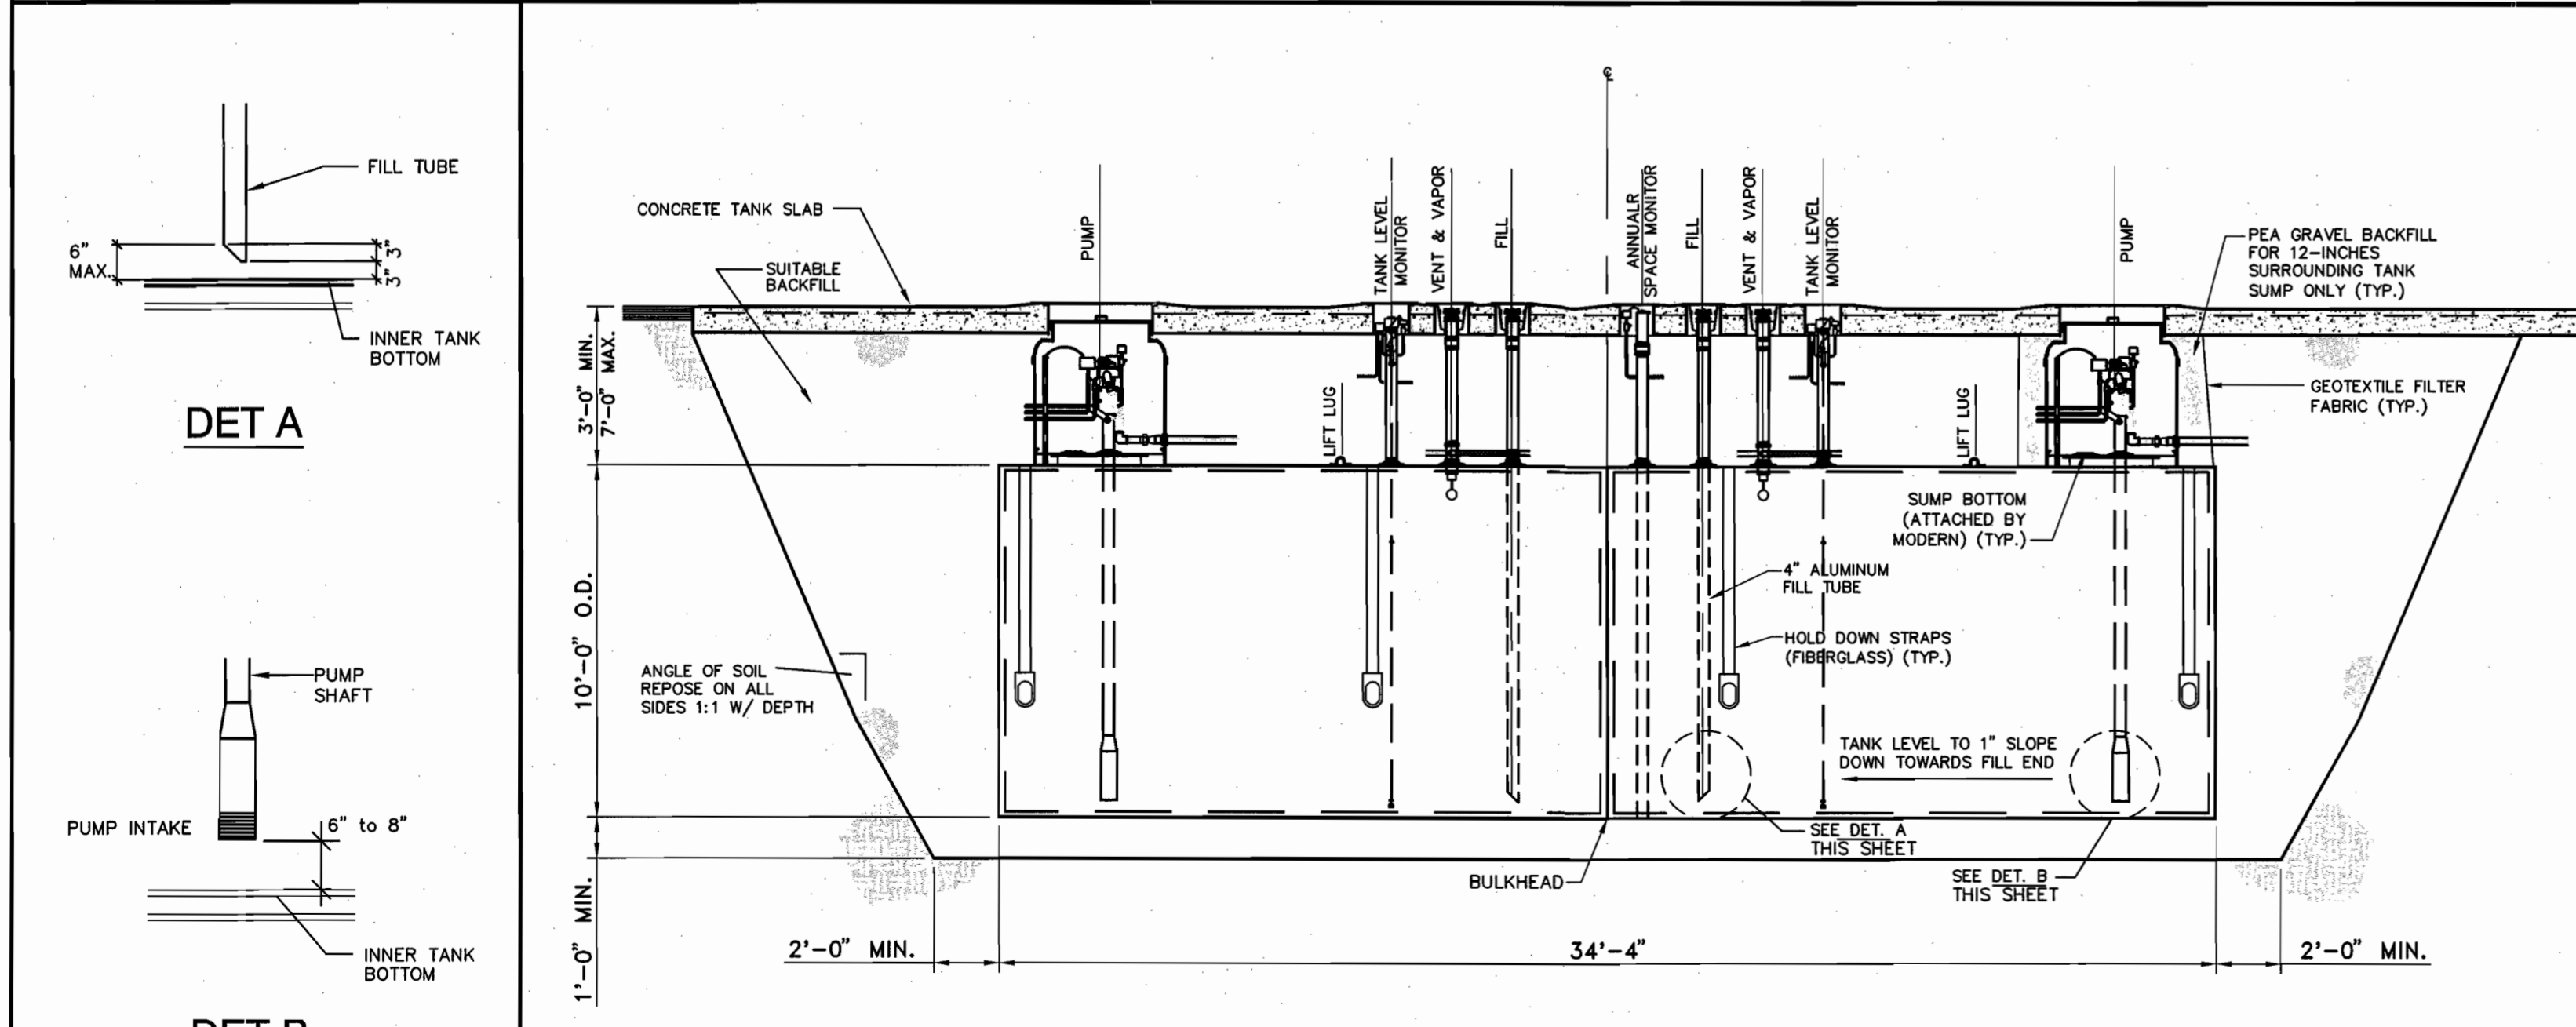 FILL TUBE
6"
MAX.
3"
3"
INNER TANK
BOTTOM
DET A
PUMP
SHAFT
PUMP INTAKE
6" to 8"
INNER TANK
BOTTOM
DET B
℄
CONCRETE TANK SLAB
SUITABLE
BACKFILL
PUMP
TANK LEVEL
MONITOR
VENT & VAPOR
FILL
ANNUALR
SPACE MONITOR
FILL
VENT & VAPOR
TANK LEVEL
MONITOR
PUMP
PEA GRAVEL BACKFILL
FOR 12-INCHES
SURROUNDING TANK
SUMP ONLY (TYP.)
GEOTEXTILE FILTER
FABRIC (TYP.)
3'-0" MIN.
7'-0" MAX.
LIFT LUG
LIFT LUG
SUMP BOTTOM
(ATTACHED BY
MODERN) (TYP.)
4" ALUMINUM
FILL TUBE
HOLD DOWN STRAPS
(FIBERGLASS) (TYP.)
10'-0" O.D.
ANGLE OF SOIL
REPOSE ON ALL
SIDES 1:1 W/ DEPTH
TANK LEVEL TO 1" SLOPE
DOWN TOWARDS FILL END
SEE DET. A
THIS SHEET
BULKHEAD
SEE DET. B
THIS SHEET
1'-0" MIN.
2'-0" MIN.
34'-4"
2'-0" MIN.